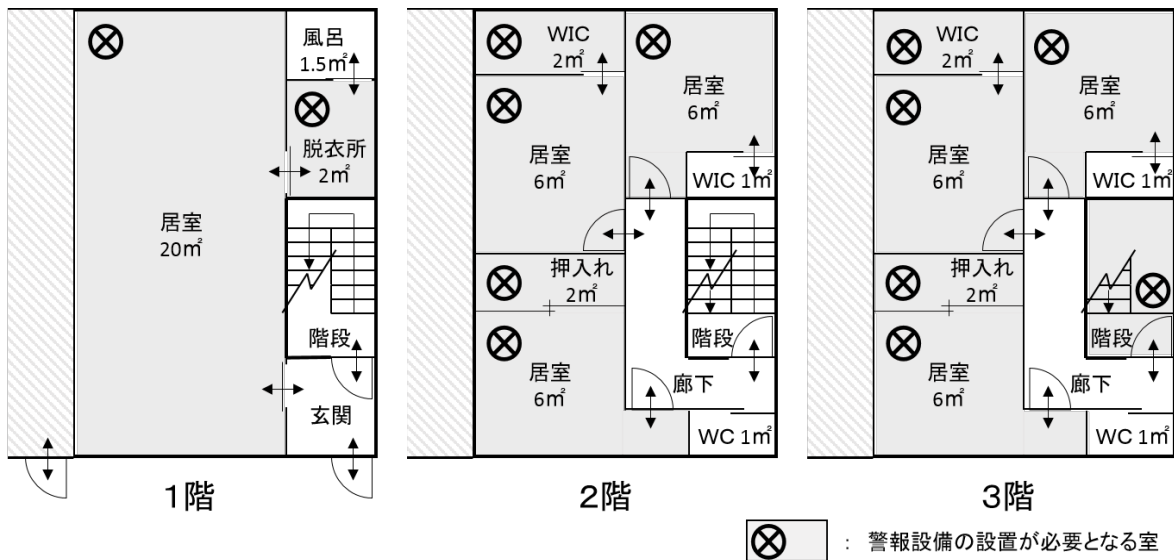 風呂
1.5㎡
脱衣所
2㎡
居室
20㎡
階段
玄関
1階
WIC
2㎡
居室
6㎡
居室
6㎡
WIC 1㎡
押入れ
2㎡
階段
居室
6㎡
廊下
WC 1㎡
2階
WIC
2㎡
居室
6㎡
居室
6㎡
WIC 1㎡
押入れ
2㎡
階段
居室
6㎡
廊下
WC 1㎡
3階
： 警報設備の設置が必要となる室